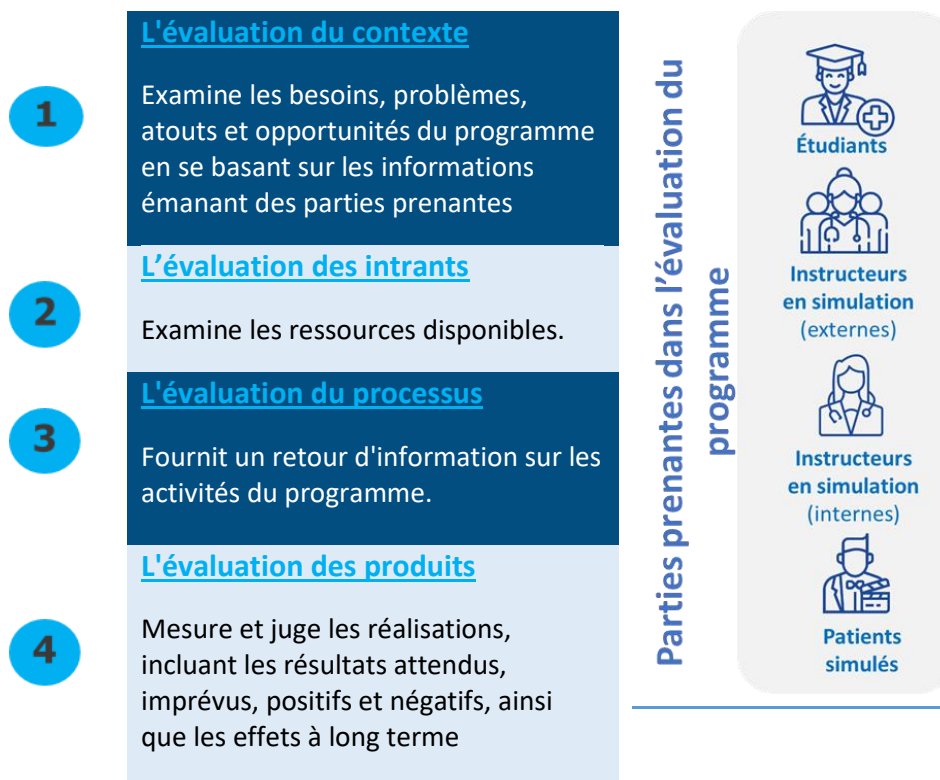 1
L'évaluation du contexte
Examine les besoins, problèmes,
atouts et opportunités du programme
en se basant sur les informations
émanant des parties prenantes
2
L’évaluation des intrants
Examine les ressources disponibles.
3
L'évaluation du processus
Fournit un retour d'information sur les
activités du programme.
4
L'évaluation des produits
Mesure et juge les réalisations,
incluant les résultats attendus,
imprévus, positifs et négatifs, ainsi
que les effets à long terme
Parties prenantes dans l’évaluation du
programme
Étudiants
Instructeurs
en simulation
(externes)
Instructeurs
en simulation
(internes)
Patients
simulés